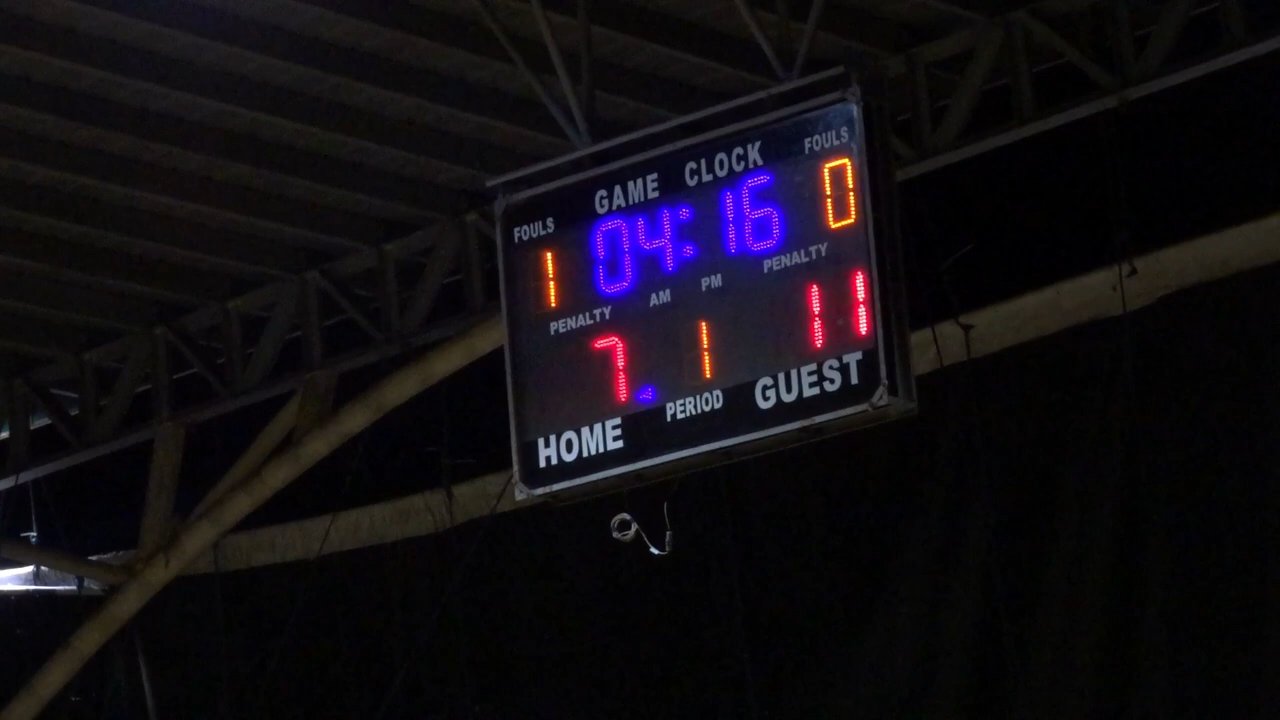 GAME CLOCK
FOULS 04:16 FOULS
1 0
PENALTY AM PM PENALTY
7 1 11
HOME PERIOD GUEST